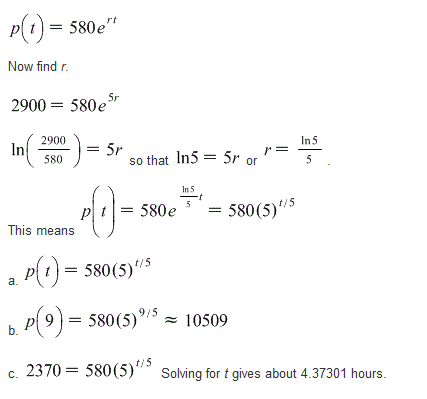 p(t) = 580e^{rt}
Now find r.
2900 = 580e^{5r}
ln(2900/580) = 5r so that ln5 = 5r or r = ln5/5 .
This means p(t) = 580e^{(ln5/5)t} = 580(5)^{t/5}
a. p(t) = 580(5)^{t/5}
b. p(9) = 580(5)^{9/5} ≈ 10509
c. 2370 = 580(5)^{t/5} Solving for t gives about 4.37301 hours.